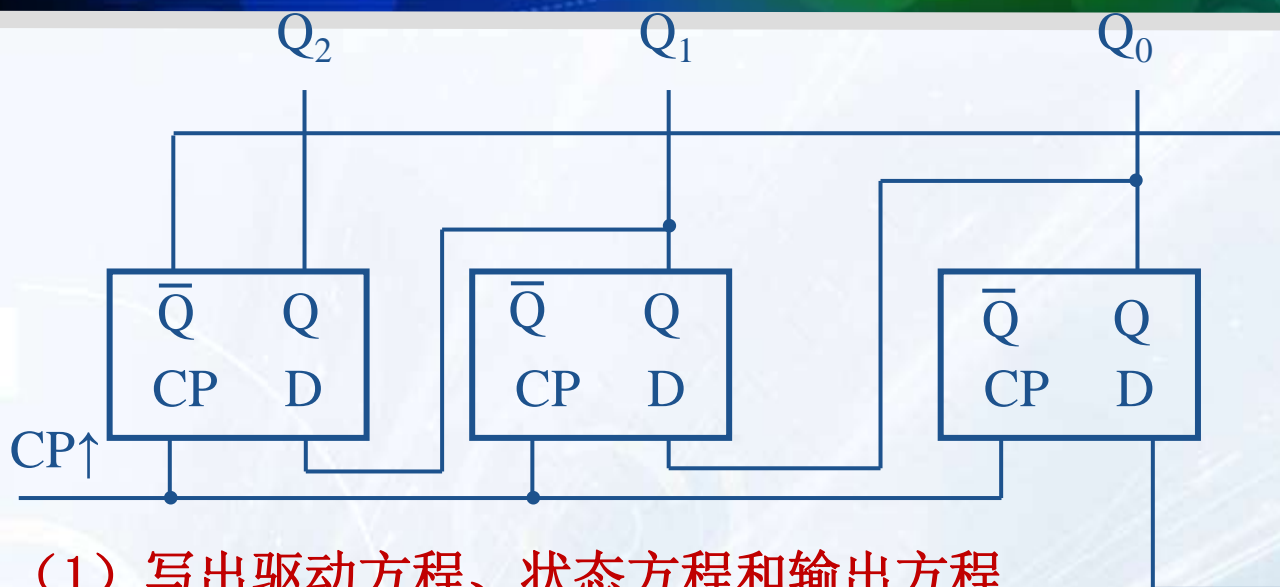 Q₂ Q₁ Q₀
Q̅ Q Q̅ Q Q̅ Q
CP D CP D CP D
CP↑
（1）写出驱动方程、状态方程和输出方程